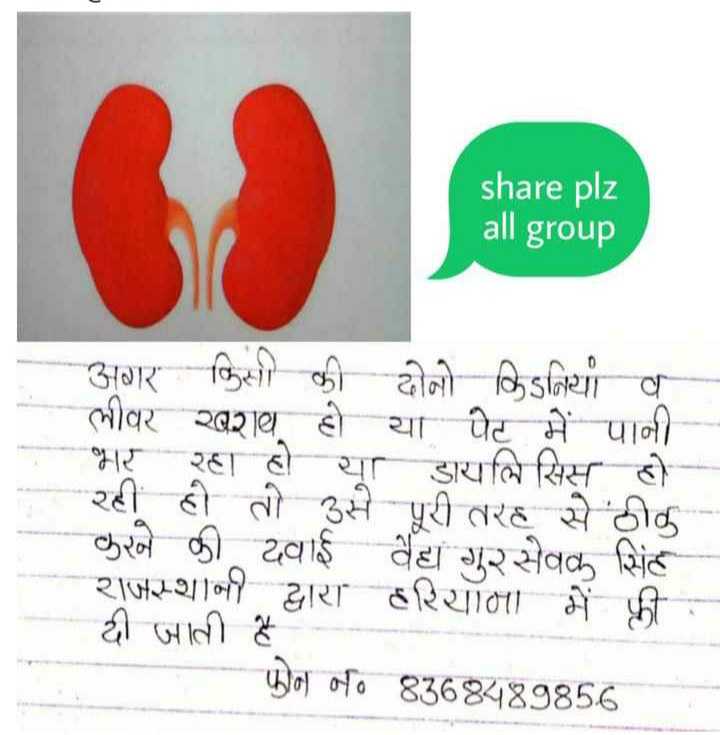 share plz
all group
अगर किसी की दोनो किडनियां व
लीवर खराब हो या पेट में पानी
भर रहा हो या डायलिसिस हो
रही हो तो उसे पूरी तरह से ठीक
करने की दवाई वैद्य गुरसेवक सिंह
राजस्थानी द्वारा हरियाना में फ्री
दी जाती है
फोन नं० 8368489856